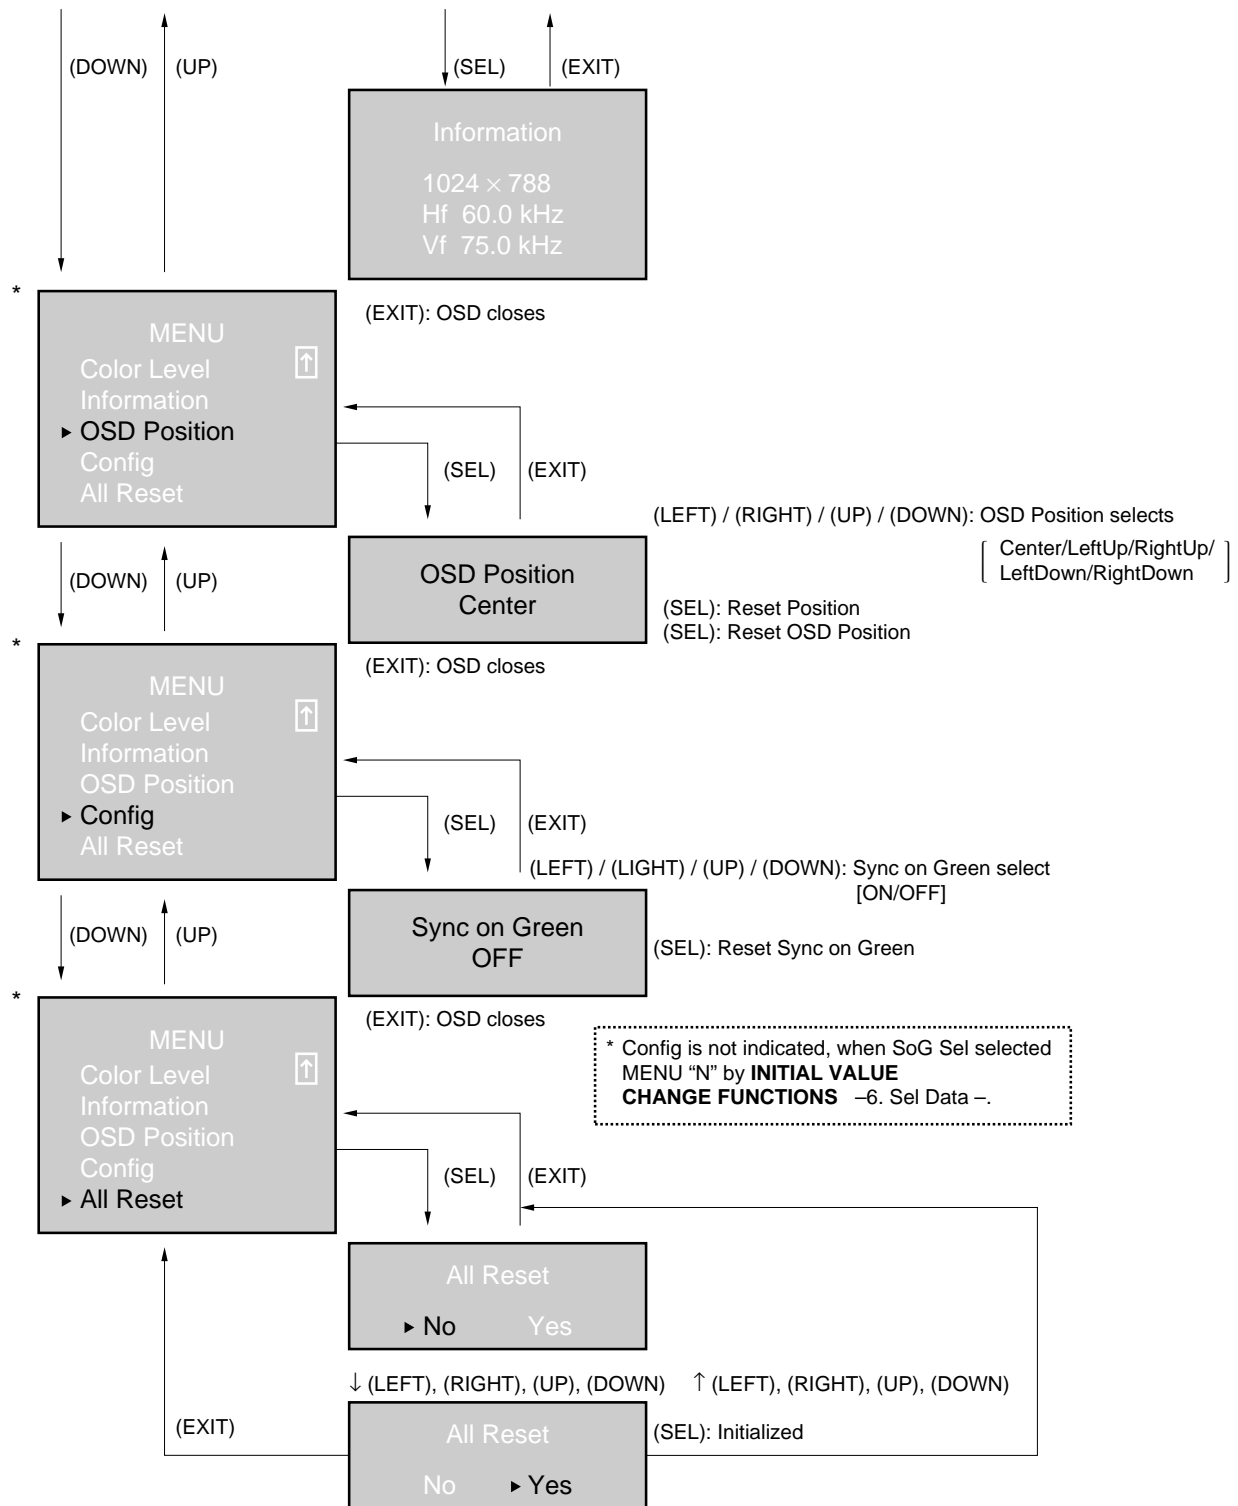 (DOWN) (UP) (SEL) (EXIT)
Information
1024 × 788
Hf 60.0 kHz
Vf 75.0 kHz
*
(EXIT): OSD closes
MENU
↑
Color Level
Information
▸ OSD Position
Config
All Reset
(SEL) (EXIT)
(LEFT) / (RIGHT) / (UP) / (DOWN): OSD Position selects
[ Center/LeftUp/RightUp/
LeftDown/RightDown ]
OSD Position
Center
(SEL): Reset Position
(SEL): Reset OSD Position
(DOWN) (UP)
*
(EXIT): OSD closes
MENU
↑
Color Level
Information
OSD Position
▸ Config
All Reset
(SEL) (EXIT)
(LEFT) / (LIGHT) / (UP) / (DOWN): Sync on Green select
[ON/OFF]
Sync on Green
OFF
(SEL): Reset Sync on Green
(DOWN) (UP)
*
(EXIT): OSD closes
* Config is not indicated, when SoG Sel selected
MENU “N” by INITIAL VALUE
CHANGE FUNCTIONS –6. Sel Data –.
MENU
↑
Color Level
Information
OSD Position
Config
▸ All Reset
(SEL) (EXIT)
All Reset
▸ No Yes
↓ (LEFT), (RIGHT), (UP), (DOWN) ↑ (LEFT), (RIGHT), (UP), (DOWN)
(EXIT)
All Reset
No ▸ Yes
(SEL): Initialized